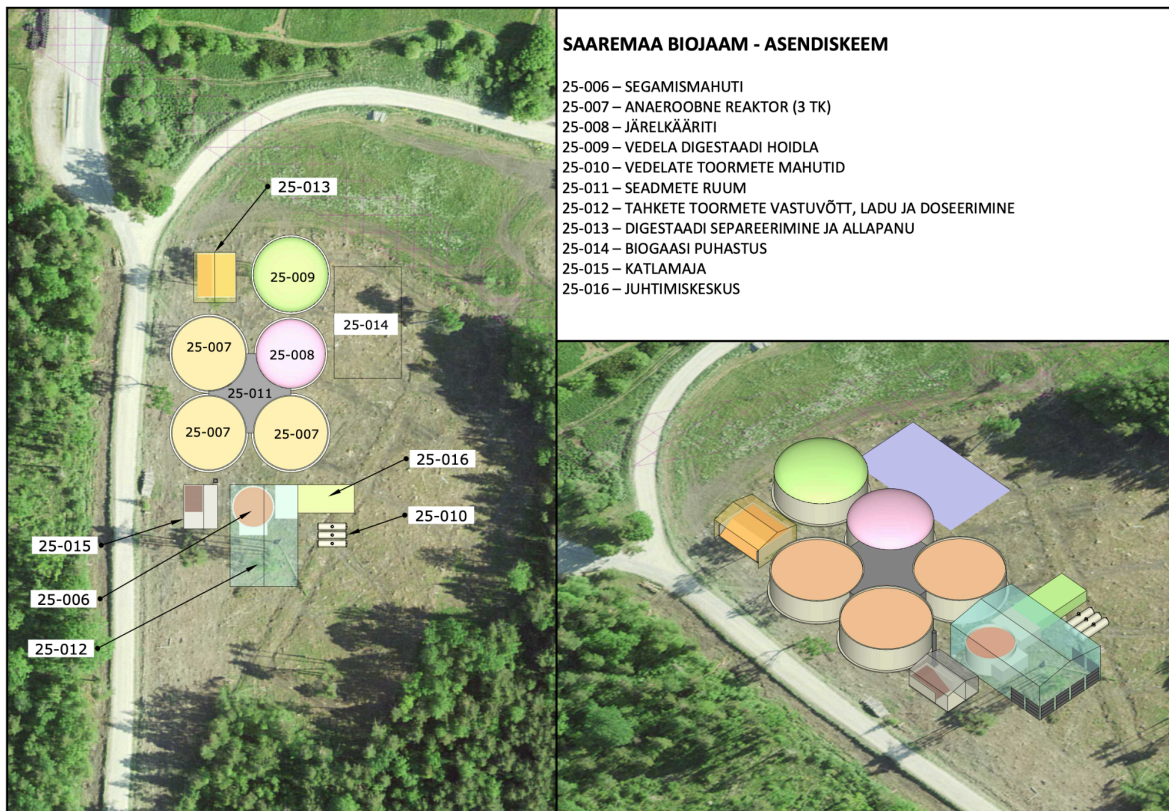 SAAREMAA BIOJAAM - ASENDISKEEM
25-006 – SEGAMISMAHUTI
25-007 – ANAEROOBNE REAKTOR (3 TK)
25-008 – JÄRELKÄÄRITI
25-009 – VEDELA DIGESTAADI HOIDLA
25-010 – VEDELATE TOORMETE MAHUTID
25-011 – SEADMETE RUUM
25-012 – TAHKETE TOORMETE VASTUVÕTT, LADU JA DOSEERIMINE
25-013 – DIGESTAADI SEPAREERIMINE JA ALLAPANU
25-014 – BIOGAASI PUHASTUS
25-015 – KATLAMAJA
25-016 – JUHTIMISKESKUS
25-013
25-009
25-014
25-007
25-008
25-011
25-007
25-007
25-016
25-010
25-015
25-006
25-012